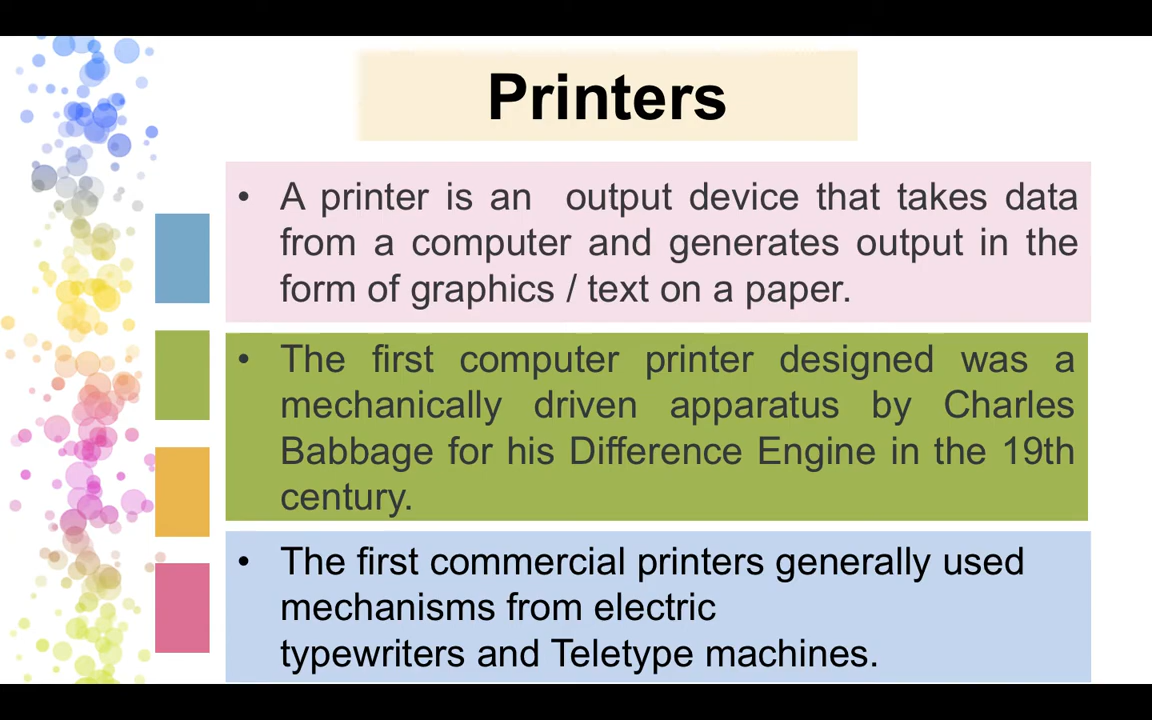 Printers
• A printer is an output device that takes data
from a computer and generates output in the
form of graphics / text on a paper.
• The first computer printer designed was a
mechanically driven apparatus by Charles
Babbage for his Difference Engine in the 19th
century.
• The first commercial printers generally used
mechanisms from electric
typewriters and Teletype machines.